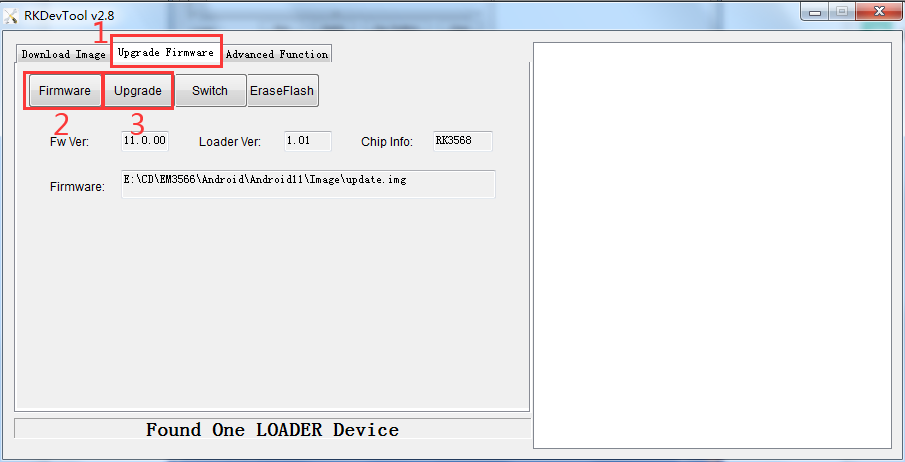 RKDevTool v2.8
1
Download Image Upgrade Firmware Advanced Function
Firmware Upgrade Switch EraseFlash
2 3
Fw Ver: 11.0.00 Loader Ver: 1.01 Chip Info: RK3568
Firmware: E:\CD\EM3566\Android\Android11\Image\update.img
Found One LOADER Device